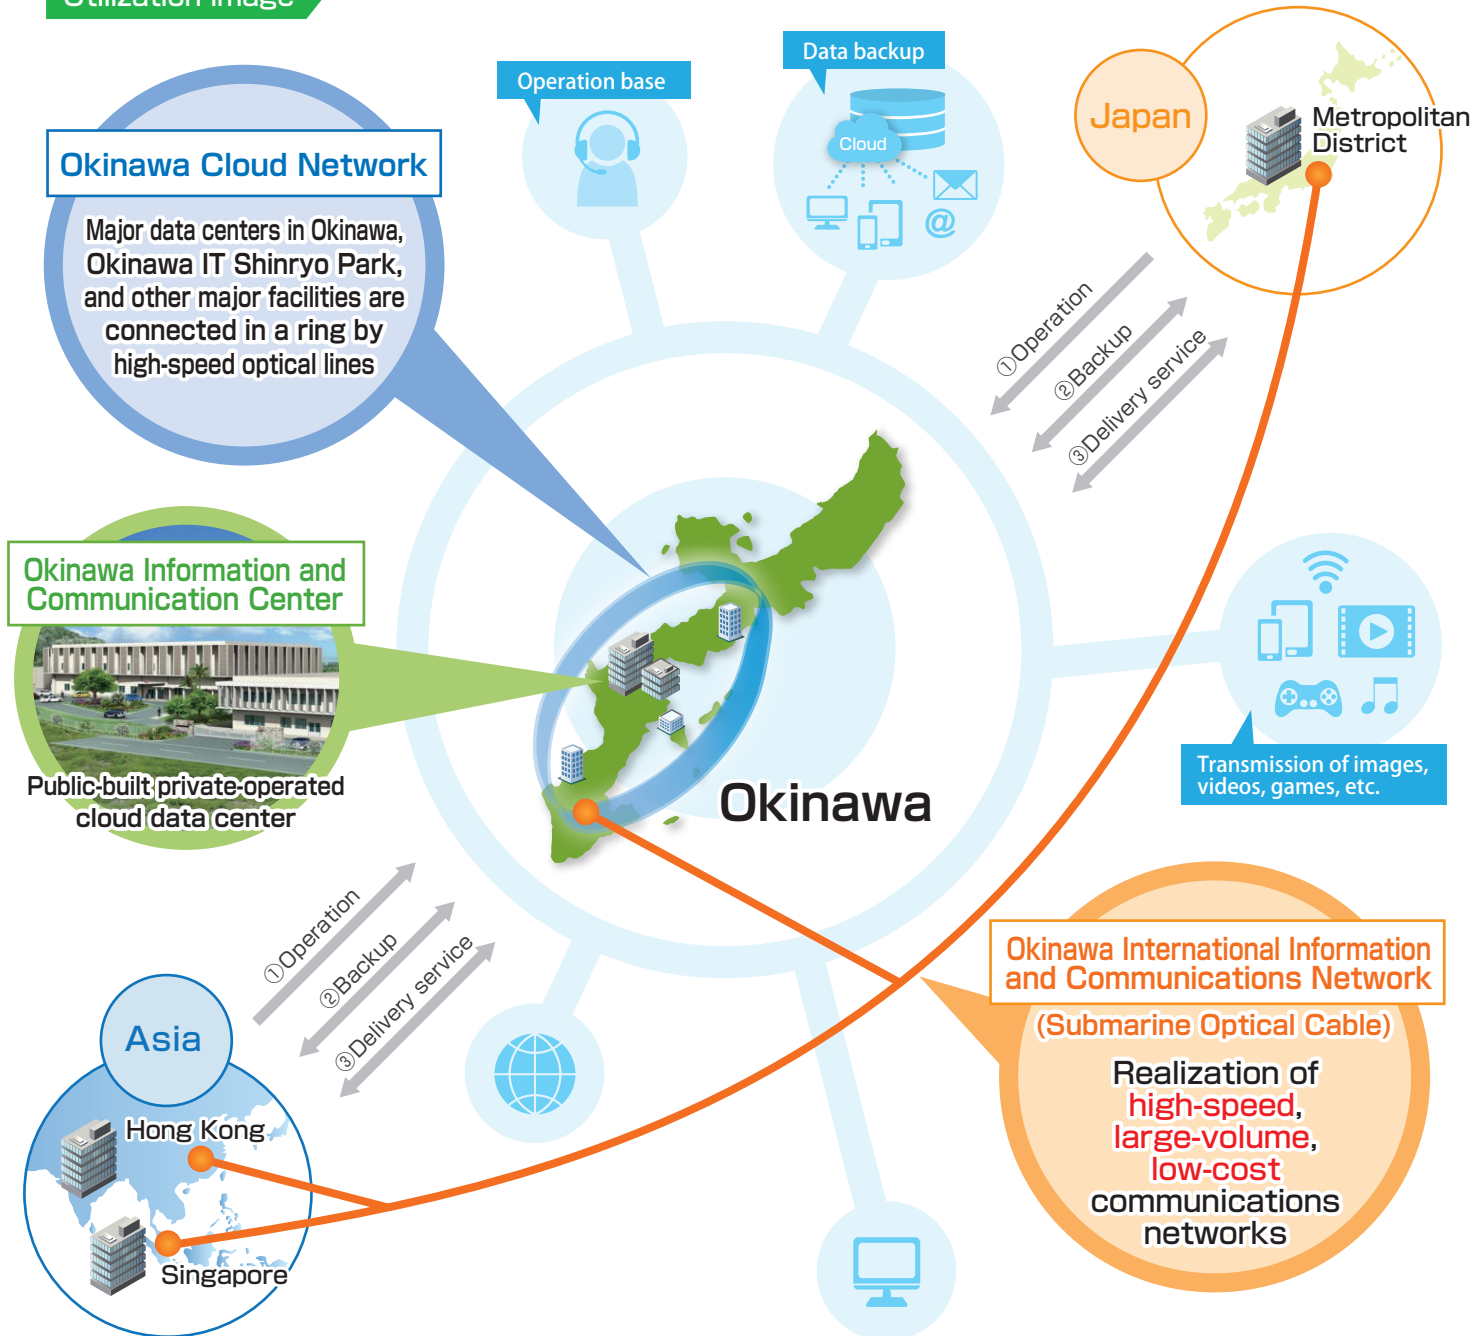 Utilization Image
Operation base
Data backup
Cloud
@
Japan
Metropolitan
District
Okinawa Cloud Network
Major data centers in Okinawa,
Okinawa IT Shinryo Park,
and other major facilities are
connected in a ring by
high-speed optical lines
①Operation
②Backup
③Delivery service
Okinawa Information and
Communication Center
Public-built private-operated
cloud data center
Okinawa
Transmission of images,
videos, games, etc.
①Operation
②Backup
③Delivery service
Asia
Hong Kong
Singapore
Okinawa International Information
and Communications Network
(Submarine Optical Cable)
Realization of
high-speed,
large-volume,
low-cost
communications
networks